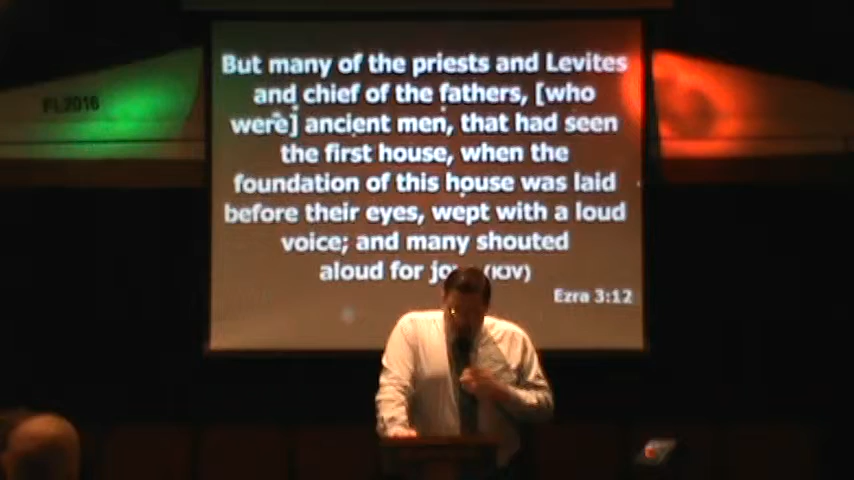 But many of the priests and Levites
and chief of the fathers, [who
were] ancient men, that had seen
the first house, when the
foundation of this house was laid
before their eyes, wept with a loud
voice; and many shouted
aloud for (KJV)
Ezra 3:12